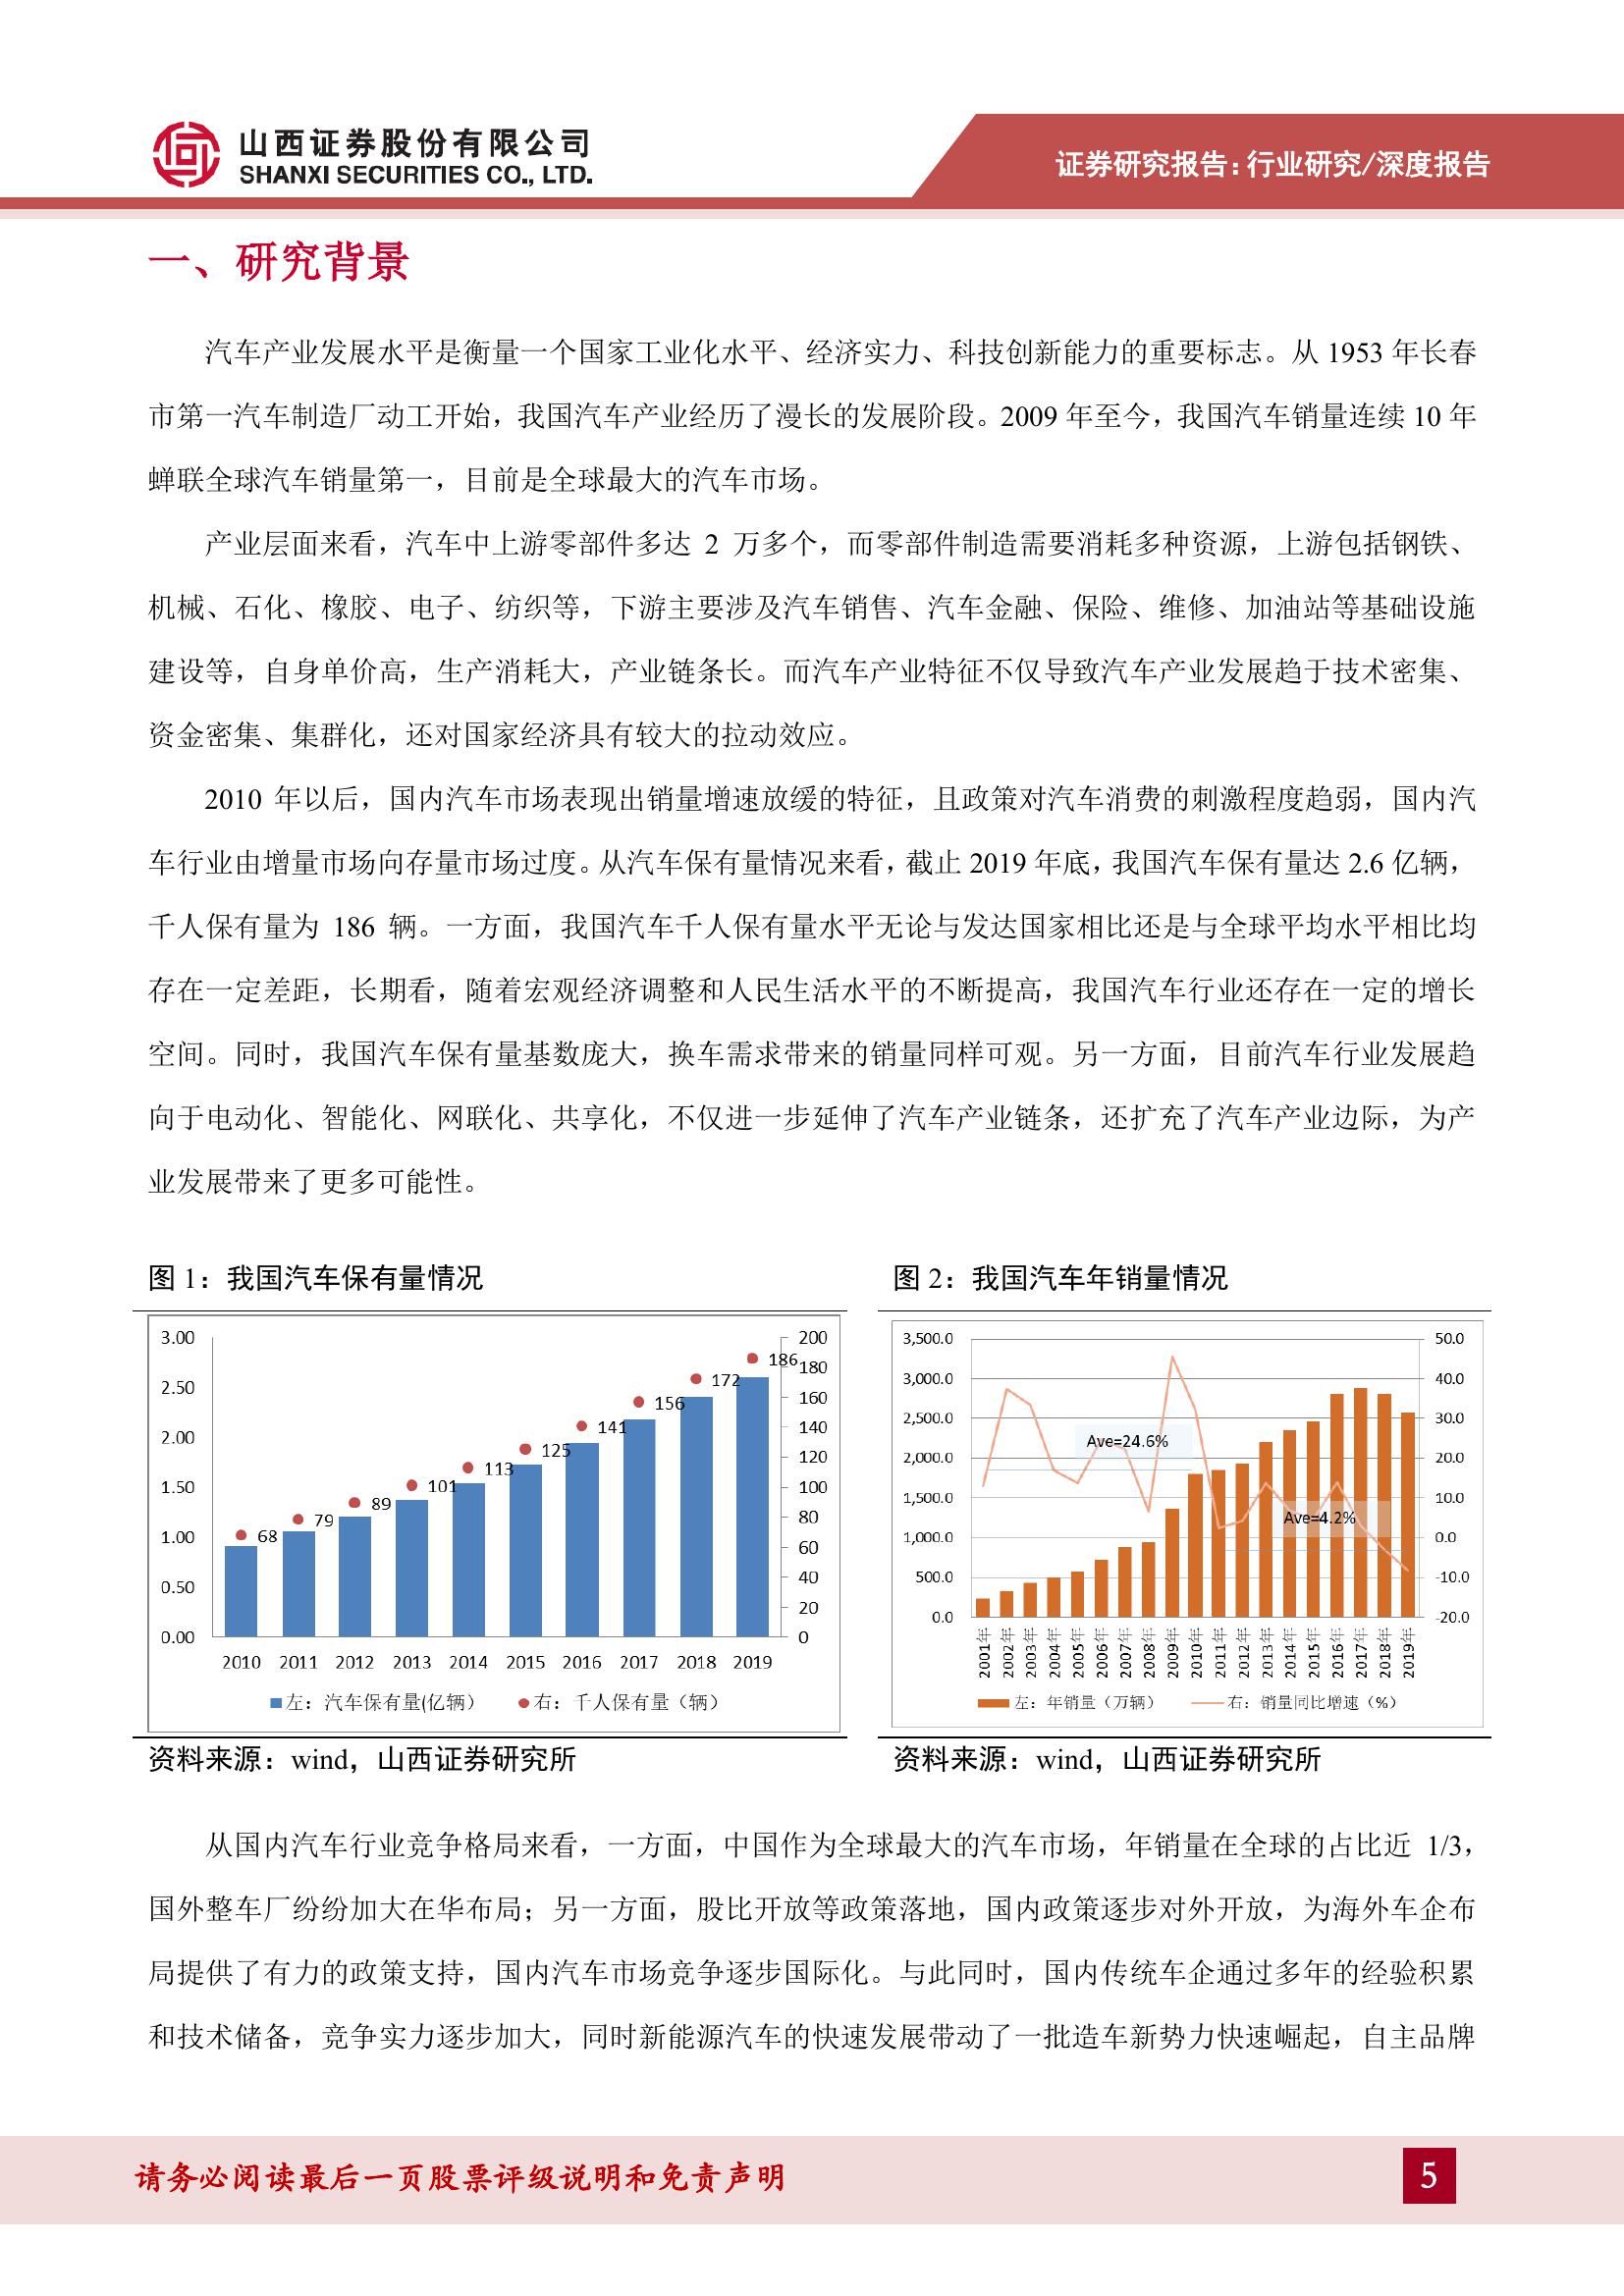 山西证券股份有限公司
SHANXI SECURITIES CO., LTD.
证券研究报告：行业研究/深度报告
一、研究背景
汽车产业发展水平是衡量一个国家工业化水平、经济实力、科技创新能力的重要标志。从 1953 年长春
市第一汽车制造厂动工开始，我国汽车产业经历了漫长的发展阶段。2009 年至今，我国汽车销量连续 10 年
蝉联全球汽车销量第一，目前是全球最大的汽车市场。
产业层面来看，汽车中上游零部件多达 2 万多个，而零部件制造需要消耗多种资源，上游包括钢铁、
机械、石化、橡胶、电子、纺织等，下游主要涉及汽车销售、汽车金融、保险、维修、加油站等基础设施
建设等，自身单价高，生产消耗大，产业链条长。而汽车产业特征不仅导致汽车产业发展趋于技术密集、
资金密集、集群化，还对国家经济具有较大的拉动效应。
2010 年以后，国内汽车市场表现出销量增速放缓的特征，且政策对汽车消费的刺激程度趋弱，国内汽
车行业由增量市场向存量市场过度。从汽车保有量情况来看，截止 2019 年底，我国汽车保有量达 2.6 亿辆，
千人保有量为 186 辆。一方面，我国汽车千人保有量水平无论与发达国家相比还是与全球平均水平相比均
存在一定差距，长期看，随着宏观经济调整和人民生活水平的不断提高，我国汽车行业还存在一定的增长
空间。同时，我国汽车保有量基数庞大，换车需求带来的销量同样可观。另一方面，目前汽车行业发展趋
向于电动化、智能化、网联化、共享化，不仅进一步延伸了汽车产业链条，还扩充了汽车产业边际，为产
业发展带来了更多可能性。
图 1：我国汽车保有量情况
3.00
2.50
2.00
1.50
1.00
0.50
0.00
68
79
89
101
113
125
141
156
172
186
200
180
160
140
120
100
80
60
40
20
0
2010 2011 2012 2013 2014 2015 2016 2017 2018 2019
左：汽车保有量(亿辆） 右：千人保有量（辆）
资料来源：wind，山西证券研究所
图 2：我国汽车年销量情况
3,500.0
3,000.0
2,500.0
2,000.0
1,500.0
1,000.0
500.0
0.0
Ave=24.6%
Ave=4.2%
50.0
40.0
30.0
20.0
10.0
0.0
-10.0
-20.0
2001年 2002年 2003年 2004年 2005年 2006年 2007年 2008年 2009年 2010年 2011年 2012年 2013年 2014年 2015年 2016年 2017年 2018年 2019年
左：年销量（万辆） 右：销量同比增速（%）
资料来源：wind，山西证券研究所
从国内汽车行业竞争格局来看，一方面，中国作为全球最大的汽车市场，年销量在全球的占比近 1/3，
国外整车厂纷纷加大在华布局；另一方面，股比开放等政策落地，国内政策逐步对外开放，为海外车企布
局提供了有力的政策支持，国内汽车市场竞争逐步国际化。与此同时，国内传统车企通过多年的经验积累
和技术储备，竞争实力逐步加大，同时新能源汽车的快速发展带动了一批造车新势力快速崛起，自主品牌
请务必阅读最后一页股票评级说明和免责声明
5